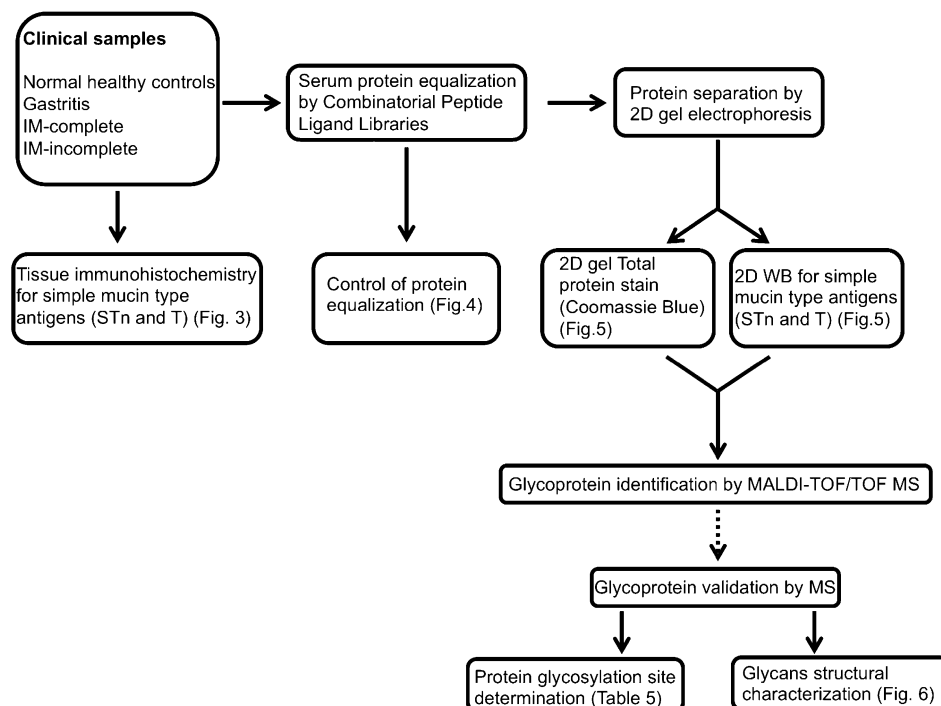 Clinical samples
Normal healthy controls
Gastritis
IM-complete
IM-incomplete
Serum protein equalization
by Combinatorial Peptide
Ligand Libraries
Protein separation by
2D gel electrophoresis
Tissue immunohistochemistry
for simple mucin type
antigens (STn and T) (Fig. 3)
Control of protein
equalization (Fig.4)
2D gel Total
protein stain
(Coomassie Blue)
(Fig.5)
2D WB for simple
mucin type antigens
(STn and T) (Fig.5)
Glycoprotein identification by MALDI-TOF/TOF MS
Glycoprotein validation by MS
Protein glycosylation site
determination (Table 5)
Glycans structural
characterization (Fig. 6)